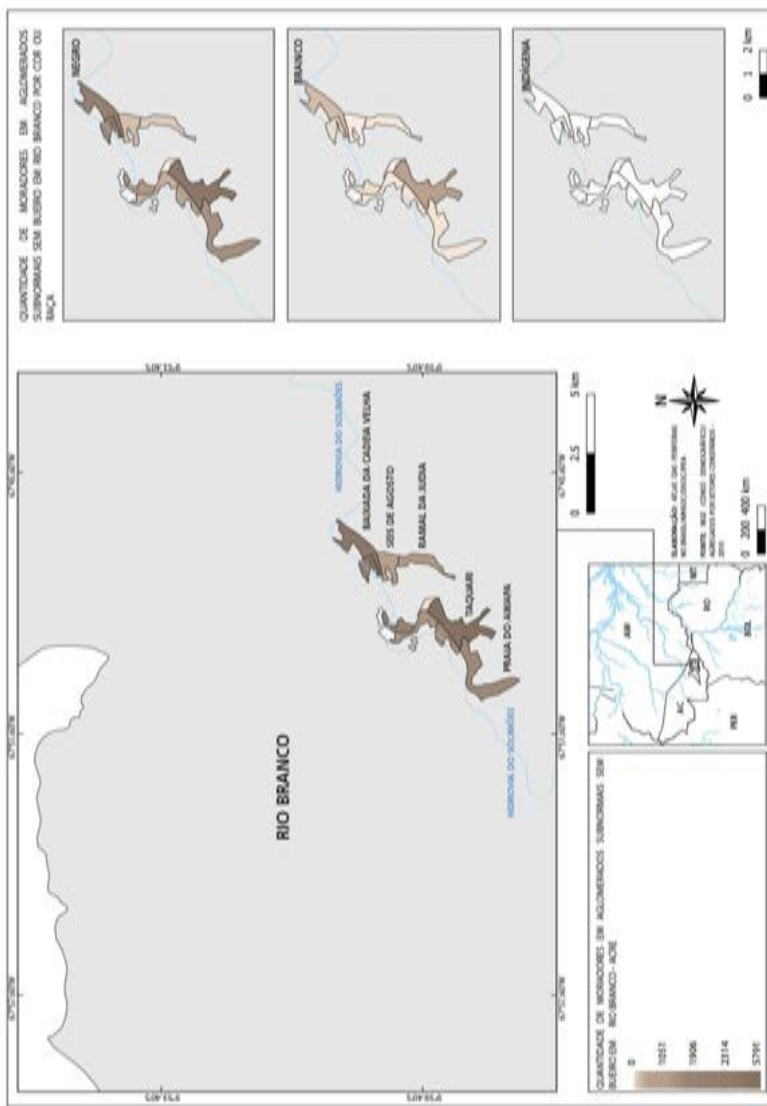 QUANTIDADE DE MORADORES EM AGLOMERADOS
SUBNORMAIS SEM BUEIRO EM RIO BRANCO POR COR OU
RAÇA
NEGRO
BRANCO
INDÍGENA
0 1 2 km
RIO BRANCO
HIDROVIA DO SOLIMÕES
BAIXADA DA CADEIA VELHA
SEIS DE AGOSTO
RAMAL DA JUDIA
TAQUARI
PRAIA DO AMAPÁ
HIDROVIA DO SOLIMÕES
0 2.5 5 km
N
0 200 400 km
AM
AC
RO
MT
PER
BOL
QUANTIDADE DE MORADORES EM AGLOMERADOS SUBNORMAIS SEM
BUEIRO EM RIO BRANCO - ACRE
0
1051
1906
2314
5791